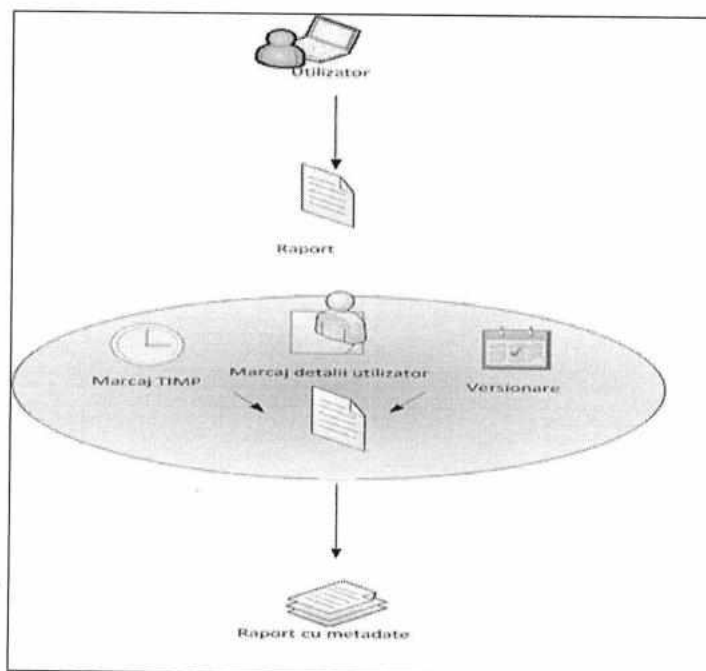 Utilizator
Raport
Marcaj detalii utilizator
Marcaj TIMP
Versionare
Raport cu metadate